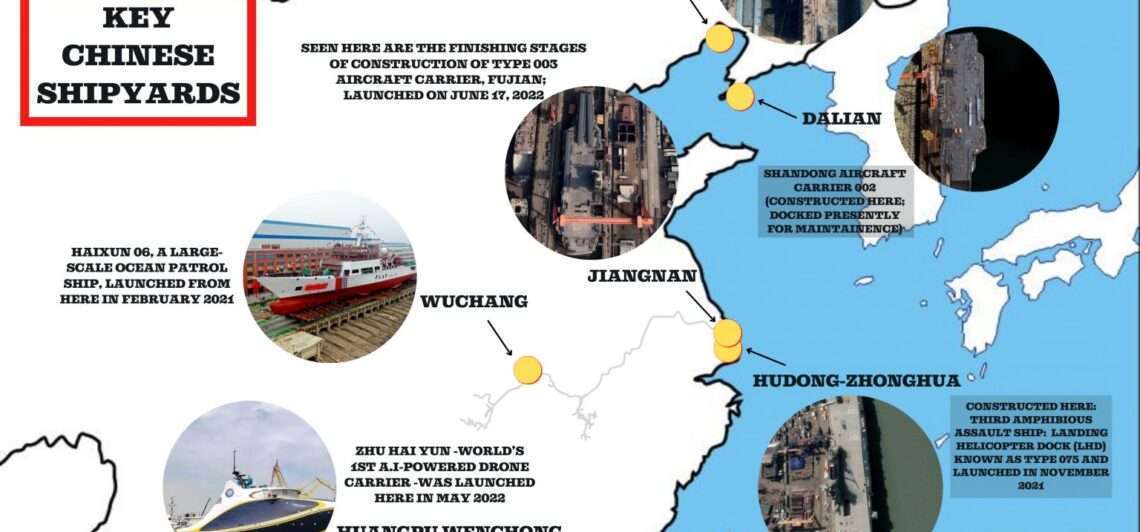 KEY
CHINESE
SHIPYARDS
SEEN HERE ARE THE FINISHING STAGES
OF CONSTRUCTION OF TYPE 003
AIRCRAFT CARRIER, FUJIAN;
LAUNCHED ON JUNE 17, 2022
DALIAN
SHANDONG AIRCRAFT
CARRIER 002
(CONSTRUCTED HERE;
DOCKED PRESENTLY
FOR MAINTAINENCE)
HAIXUN 06, A LARGE-
SCALE OCEAN PATROL
SHIP, LAUNCHED FROM
HERE IN FEBRUARY 2021
WUCHANG
JIANGNAN
HUDONG-ZHONGHUA
CONSTRUCTED HERE:
THIRD AMPHIBIOUS
ASSAULT SHIP: LANDING
HELICOPTER DOCK (LHD)
KNOWN AS TYPE 075 AND
LAUNCHED IN NOVEMBER
2021
ZHU HAI YUN -WORLD'S
1ST A.I-POWERED DRONE
CARRIER -WAS LAUNCHED
HERE IN MAY 2022
HUANGPU WENCHONG